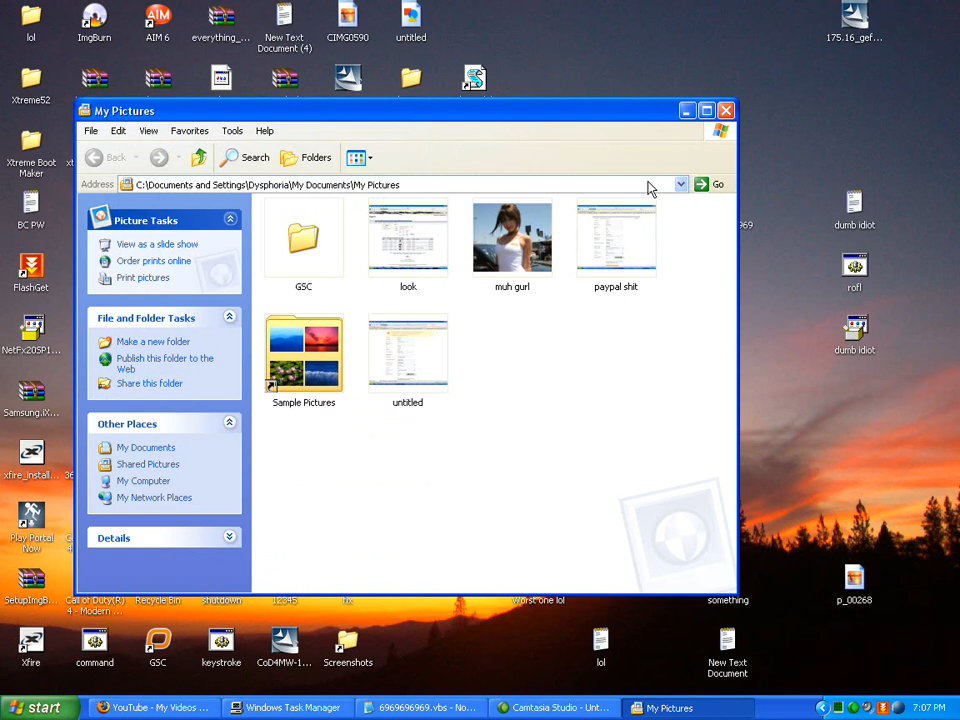 lol
ImgBurn
AIM 6
everything_...
New Text
Document (4)
CIMG0590
untitled
175.16_gef...
Xtreme52
My Pictures
File Edit View Favorites Tools Help
Back Search Folders
Address C:\Documents and Settings\Dysphoria\My Documents\My Pictures Go
Xtreme Boot
Maker
BC PW
FlashGet
NetFx20SP1...
Samsung.iX...
xfire_install...
Play Portal
Now
SetupImgB...
Picture Tasks
View as a slide show
Order prints online
Print pictures
File and Folder Tasks
Make a new folder
Publish this folder to the
Web
Share this folder
Other Places
My Documents
Shared Pictures
My Computer
My Network Places
Details
GSC
look
muh gurl
paypal shit
Sample Pictures
untitled
969
dumb idiot
rofl
dumb idiot
36
Call of Duty(R)
4 - Modern ...
Recycle Bin
shutdown
12345
fix
Worst one lol
something
p_00268
Xfire
command
GSC
keystroke
CoD4MW-1...
Screenshots
lol
New Text
Document
start
YouTube - My Videos ...
Windows Task Manager
6969696969.vbs - No...
Camtasia Studio - Unt...
My Pictures
7:07 PM